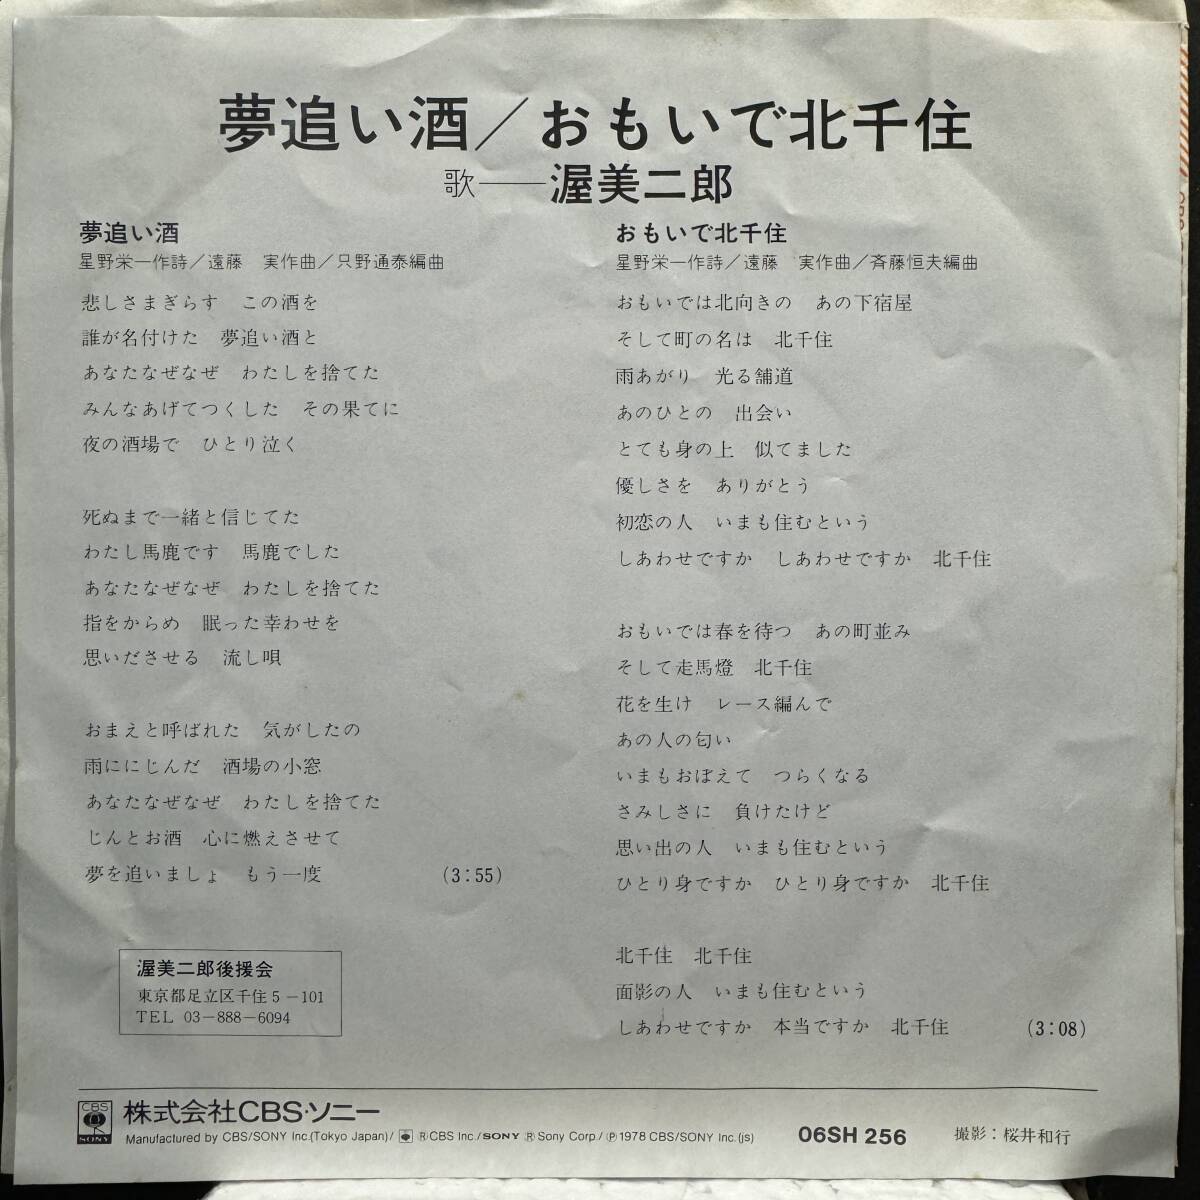 夢追い酒／おもいで北千住
歌――渥美二郎
夢追い酒
星野栄一作詩／遠藤　実作曲／只野通泰編曲
悲しさまぎらす　この酒を
誰が名付けた　夢追い酒と
あなたなぜなぜ　わたしを捨てた
みんなあげてつくした　その果てに
夜の酒場で　ひとり泣く
死ぬまで一緒と信じてた
わたし馬鹿です　馬鹿でした
あなたなぜなぜ　わたしを捨てた
指をからめ　眠った幸わせを
思いださせる　流し唄
おまえと呼ばれた　気がしたの
雨ににじんだ　酒場の小窓
あなたなぜなぜ　わたしを捨てた
じんとお酒　心に燃えさせて
夢を追いましょ　もう一度　(3:55)
渥美二郎後援会
東京都足立区千住5－101
TEL 03－888－6094
おもいで北千住
星野栄一作詩／遠藤　実作曲／斉藤恒夫編曲
おもいでは北向きの　あの下宿屋
そして町の名は　北千住
雨あがり　光る舗道
あのひとの　出会い
とても身の上　似てました
優しさを　ありがとう
初恋の人　いまも住むという
しあわせですか　しあわせですか　北千住
おもいでは春を待つ　あの町並み
そして走馬燈　北千住
花を生け　レース編んで
あの人の匂い
いまもおぼえて　つらくなる
さみしさに　負けたけど
思い出の人　いまも住むという
ひとり身ですか　ひとり身ですか　北千住
北千住　北千住
面影の人　いまも住むという
しあわせですか　本当ですか　北千住　(3:08)
CBS
SONY
株式会社CBS・ソニー
Manufactured by CBS/SONY Inc.(Tokyo Japan)/ ®CBS Inc./SONY ® Sony Corp./℗1978 CBS/SONY Inc.(js)
06SH 256
撮影：桜井和行